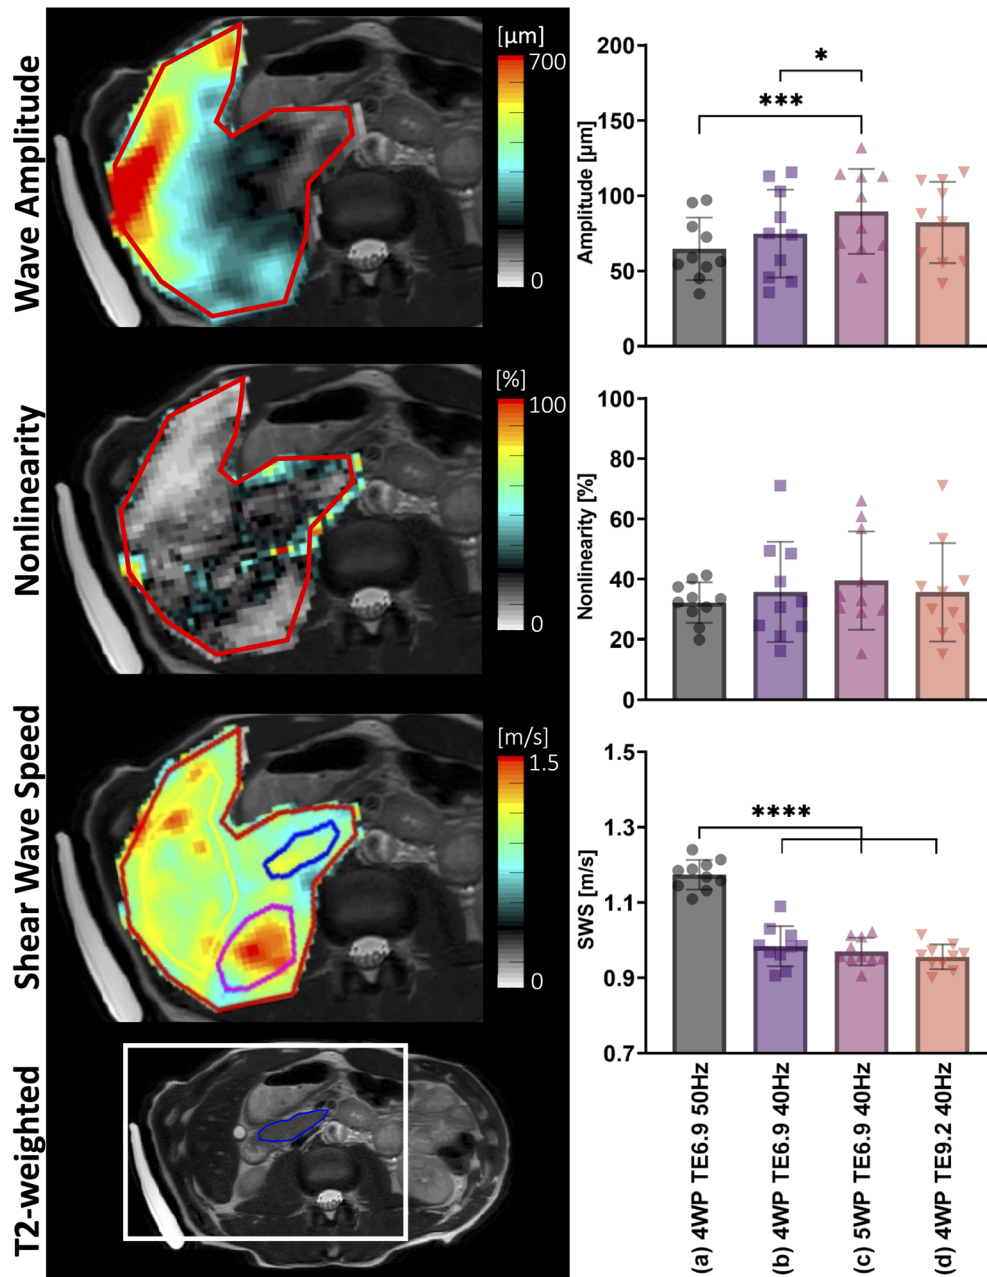 Wave Amplitude
[μm]
700
0
Nonlinearity
[%]
100
0
Shear Wave Speed
[m/s]
1.5
0
T2-weighted
Amplitude [μm]
200
150
100
50
0
*
***
Nonlinearity [%]
100
80
60
40
20
0
SWS [m/s]
1.5
1.3
1.1
0.9
0.7
****
(a) 4WP TE6.9 50Hz
(b) 4WP TE6.9 40Hz
(c) 5WP TE6.9 40Hz
(d) 4WP TE9.2 40Hz